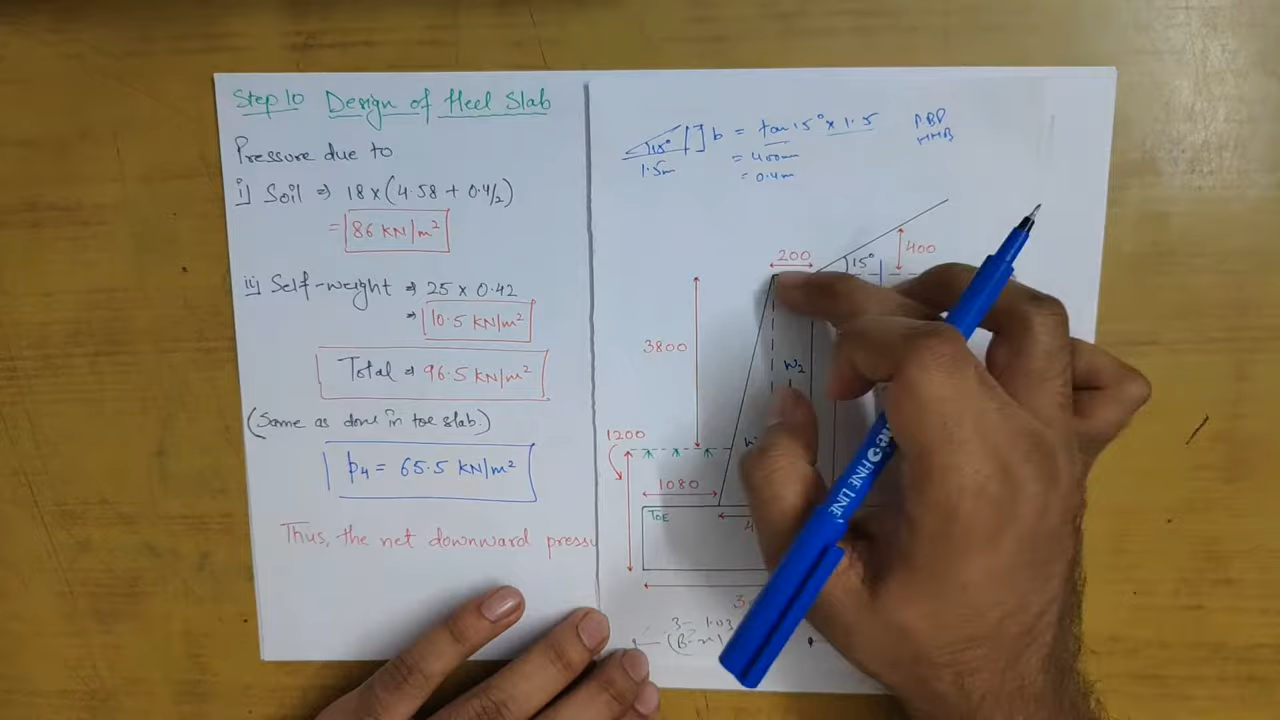 Step 10 Design of Heel Slab
Pressure due to
i) Soil ⇒ 18 x (4.58 + 0.4/2)
= 86 KN/m²
ii) Self-weight ⇒ 25 x 0.42
⇒ 10.5 KN/m²
Total ⇒ 96.5 KN/m²
(Same as done in toe slab.)
p4 = 65.5 KN/m²
Thus, the net downward pressu
15°
1.5m
b = tan 15° x 1.5
= 400mm
= 0.4m
200
15°
400
3800
W2
1200
1080
TOE
3 - 1.03
FINE LINE